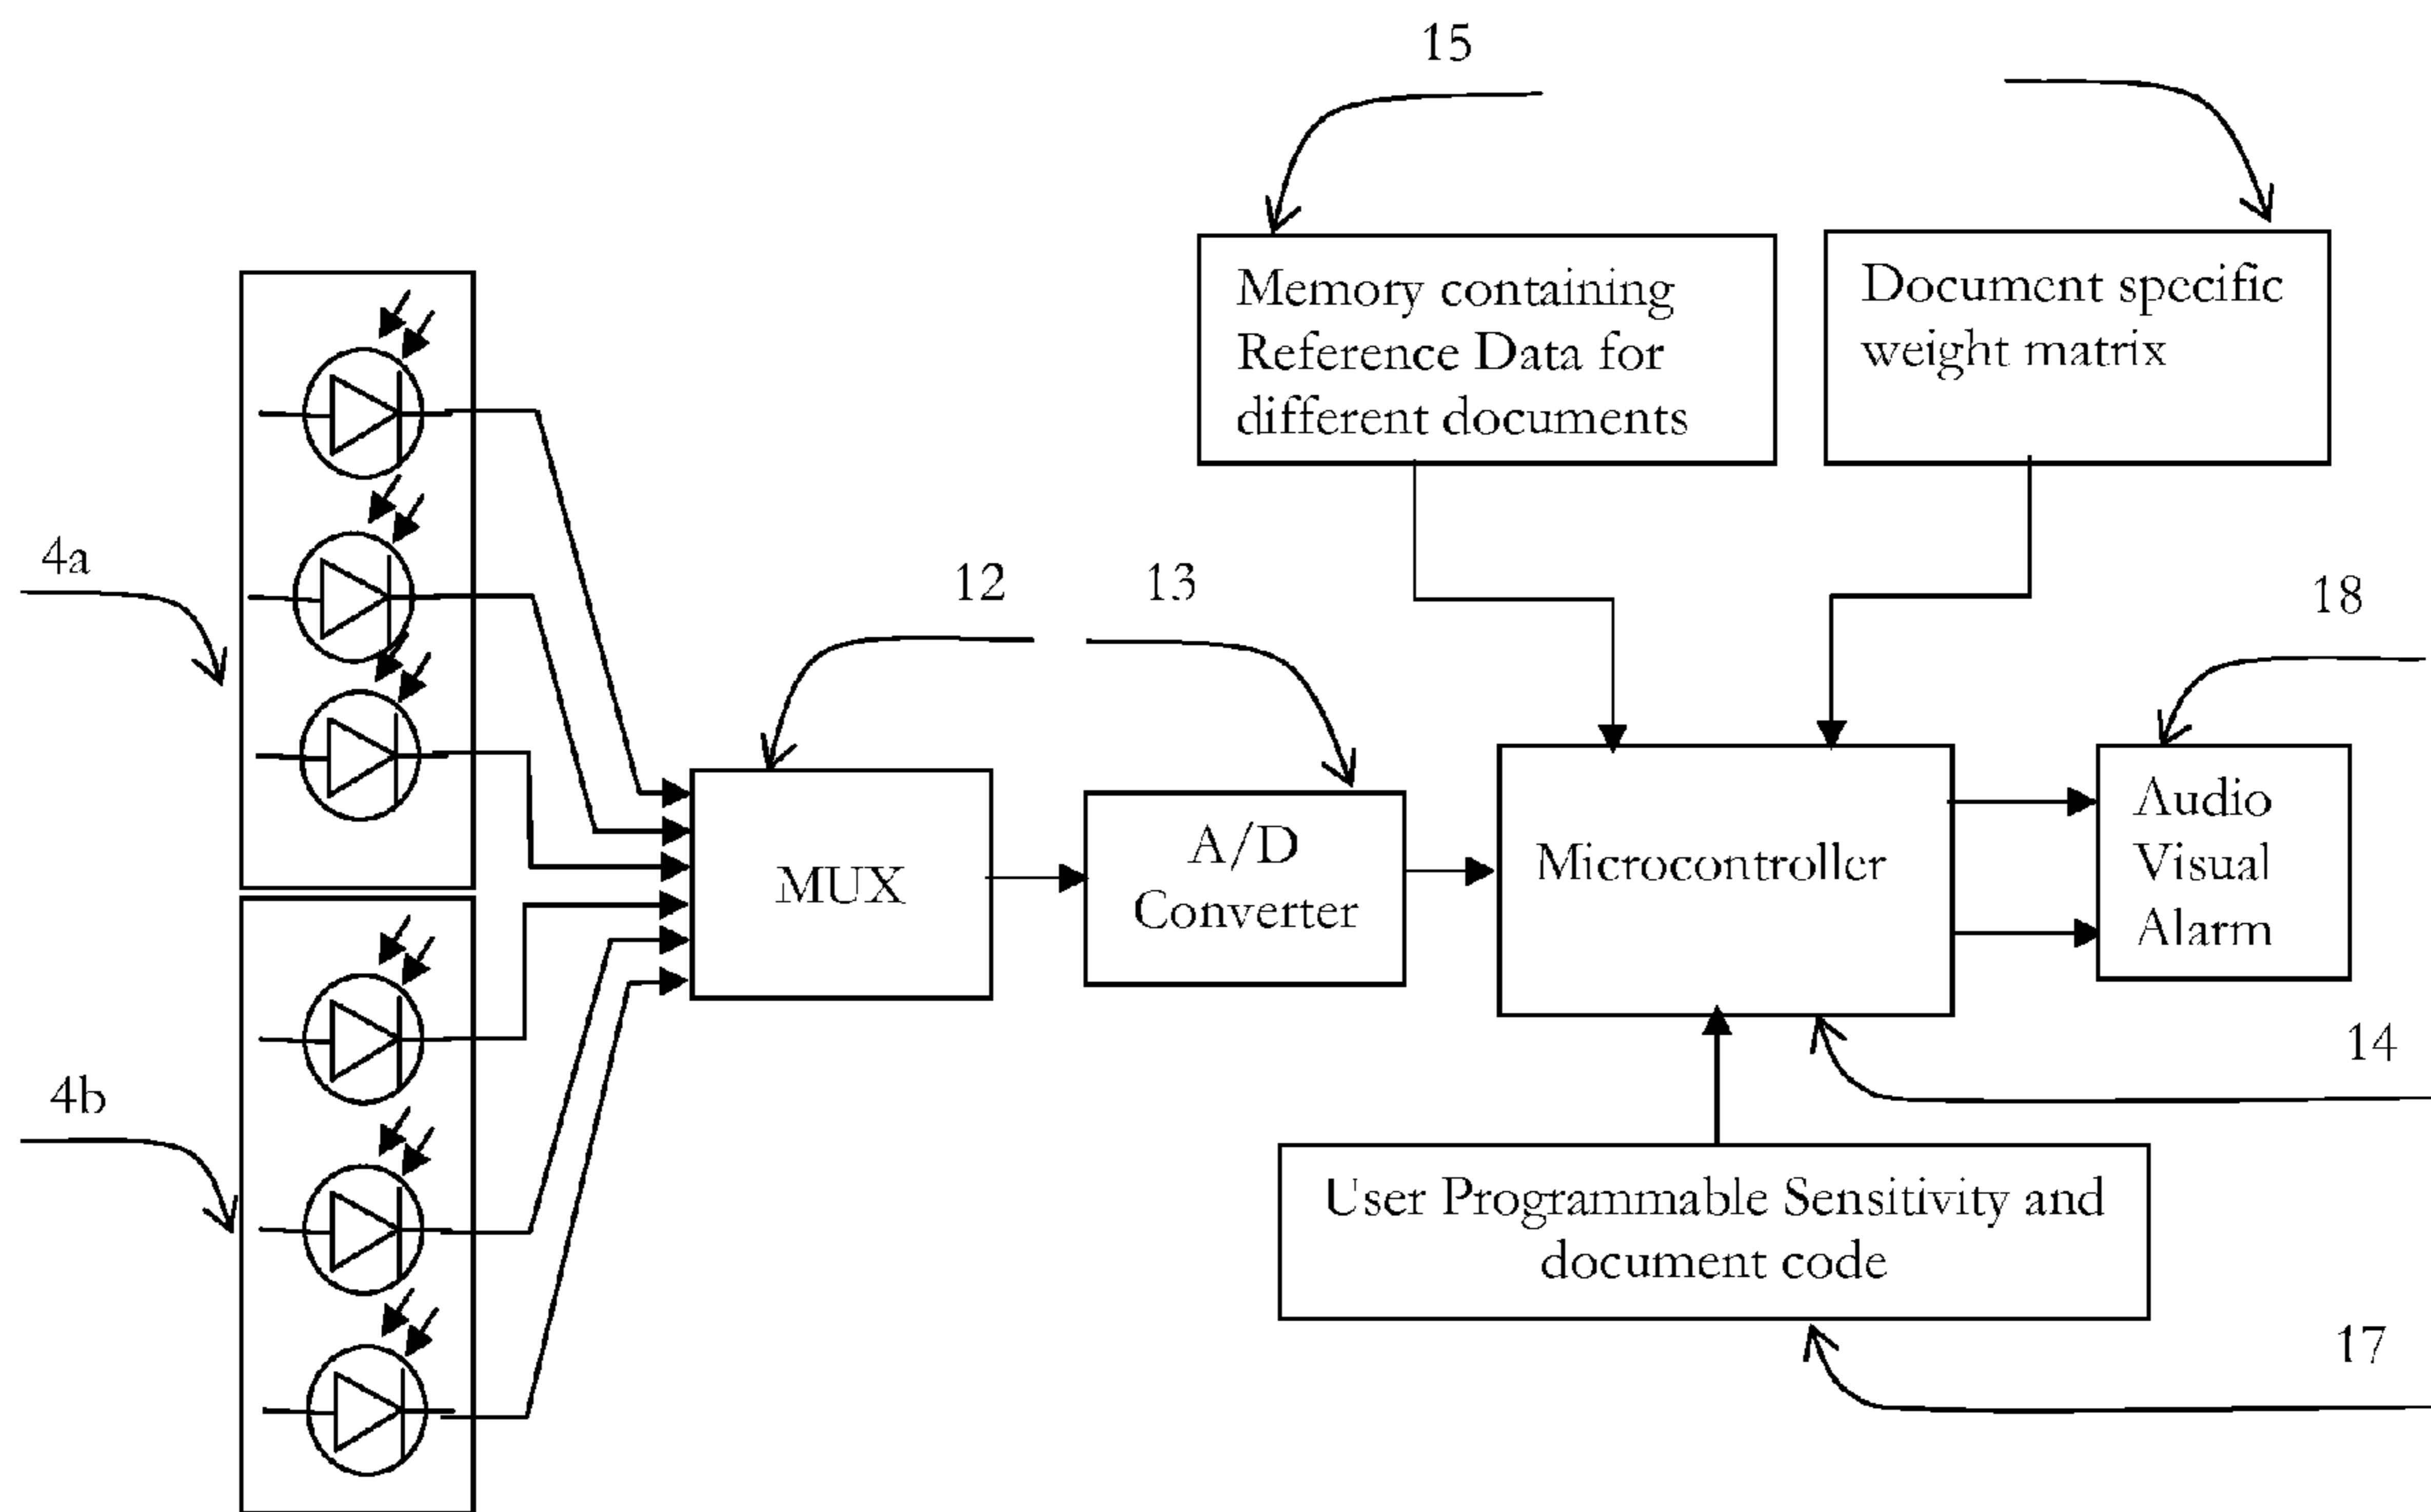 15
Memory containing
Reference Data for
different documents
Document specific
weight matrix
4a
12
13
18
MUX
A/D
Converter
Microcontroller
Audio
Visual
Alarm
14
4b
User Programmable Sensitivity and
document code
17